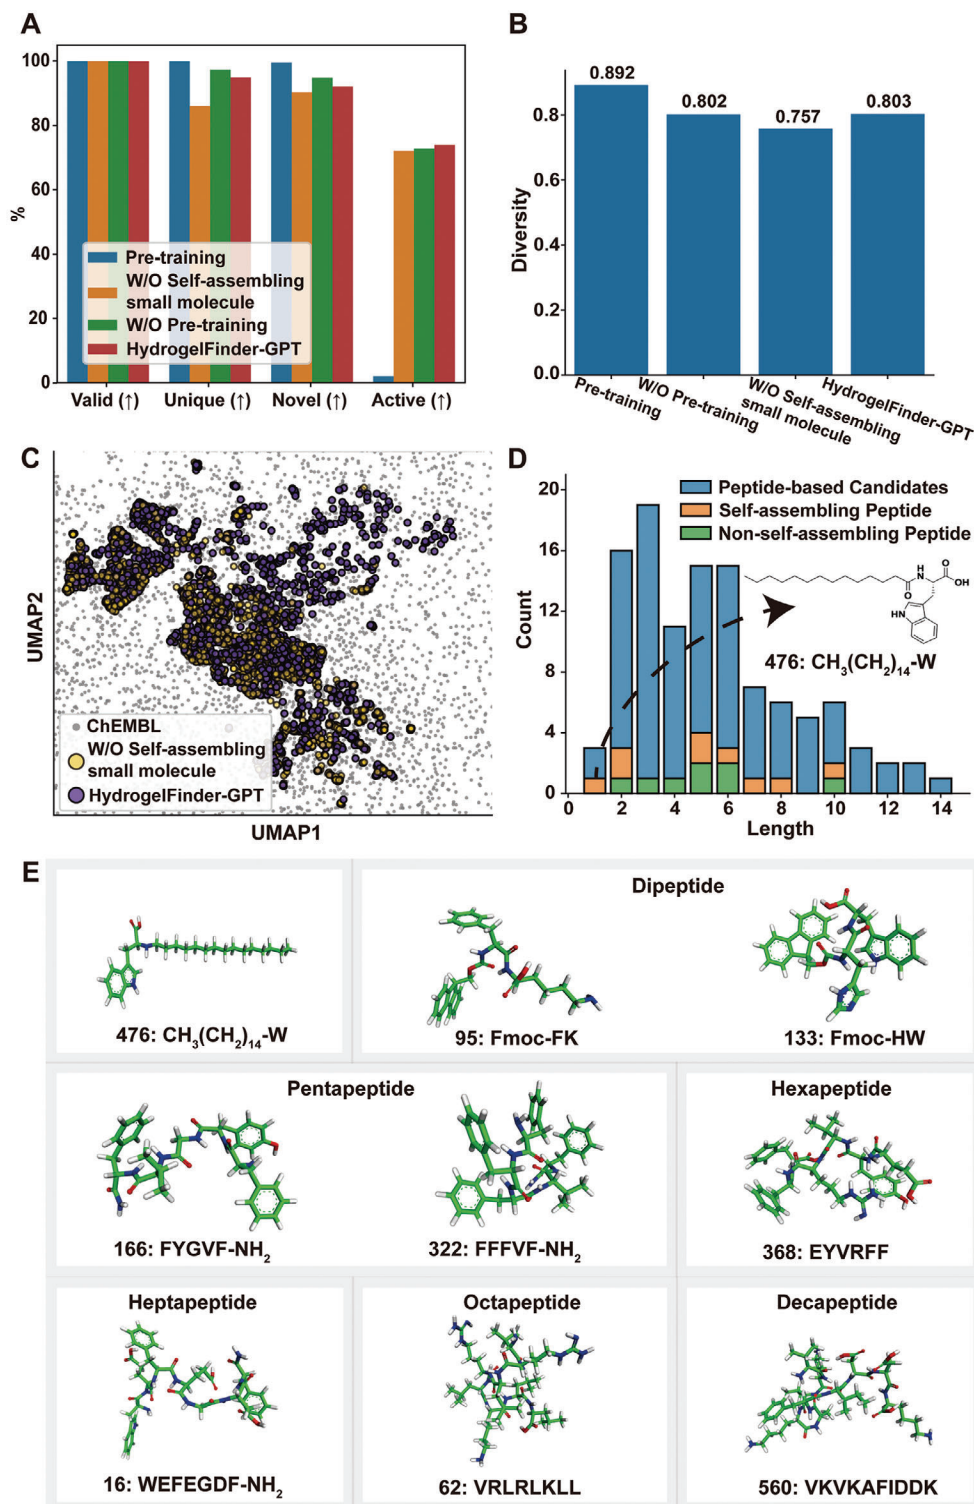 A
100
80
60
40
20
0
%
Pre-training
W/O Self-assembling
small molecule
W/O Pre-training
HydrogelFinder-GPT
Valid (↑)
Unique (↑)
Novel (↑)
Active (↑)
B
0.892
0.802
0.757
0.803
0.8
0.6
0.4
0.2
0.0
Diversity
Pre-training
W/O Pre-training
W/O Self-assembling
small molecule
HydrogelFinder-GPT
C
UMAP2
ChEMBL
W/O Self-assembling
small molecule
HydrogelFinder-GPT
UMAP1
D
20
16
12
8
4
0
Count
Peptide-based Candidates
Self-assembling Peptide
Non-self-assembling Peptide
H
N
O
OH
O
HN
476: CH₃(CH₂)₁₄-W
0
2
4
6
8
10
12
14
Length
E
476: CH₃(CH₂)₁₄-W
Dipeptide
95: Fmoc-FK
133: Fmoc-HW
Pentapeptide
166: FYGVF-NH₂
322: FFFVF-NH₂
Hexapeptide
368: EYVRFF
Heptapeptide
16: WEFEGDF-NH₂
Octapeptide
62: VRLRLKLL
Decapeptide
560: VKVKAFIDDK